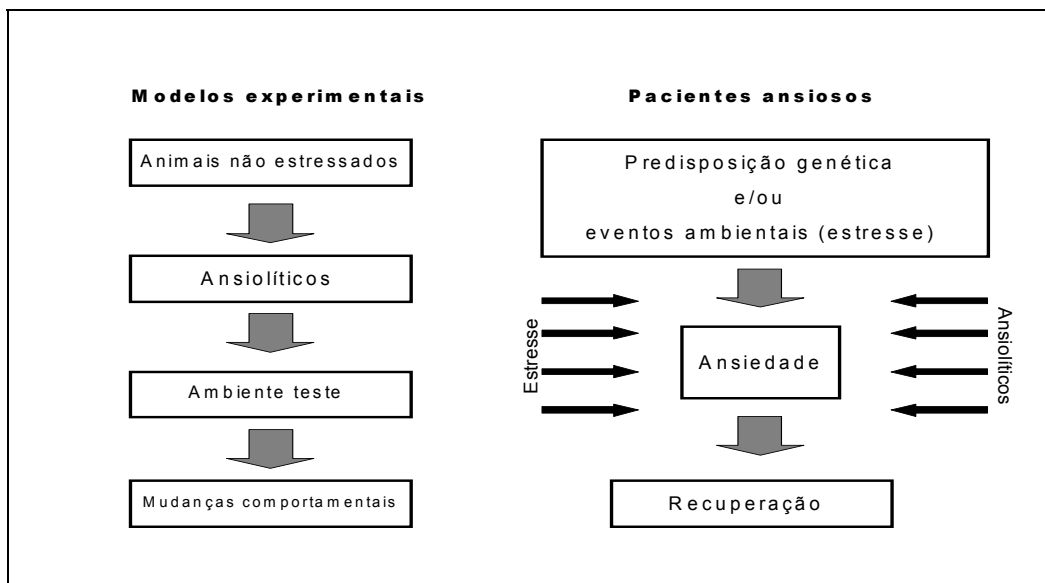 Modelos experimentais
Animais não estressados
Ansiolíticos
Ambiente teste
Mudanças comportamentais
Pacientes ansiosos
Predisposição genética
e/ou
eventos ambientais (estresse)
Estresse
Ansiedade
Ansiolíticos
Recuperação